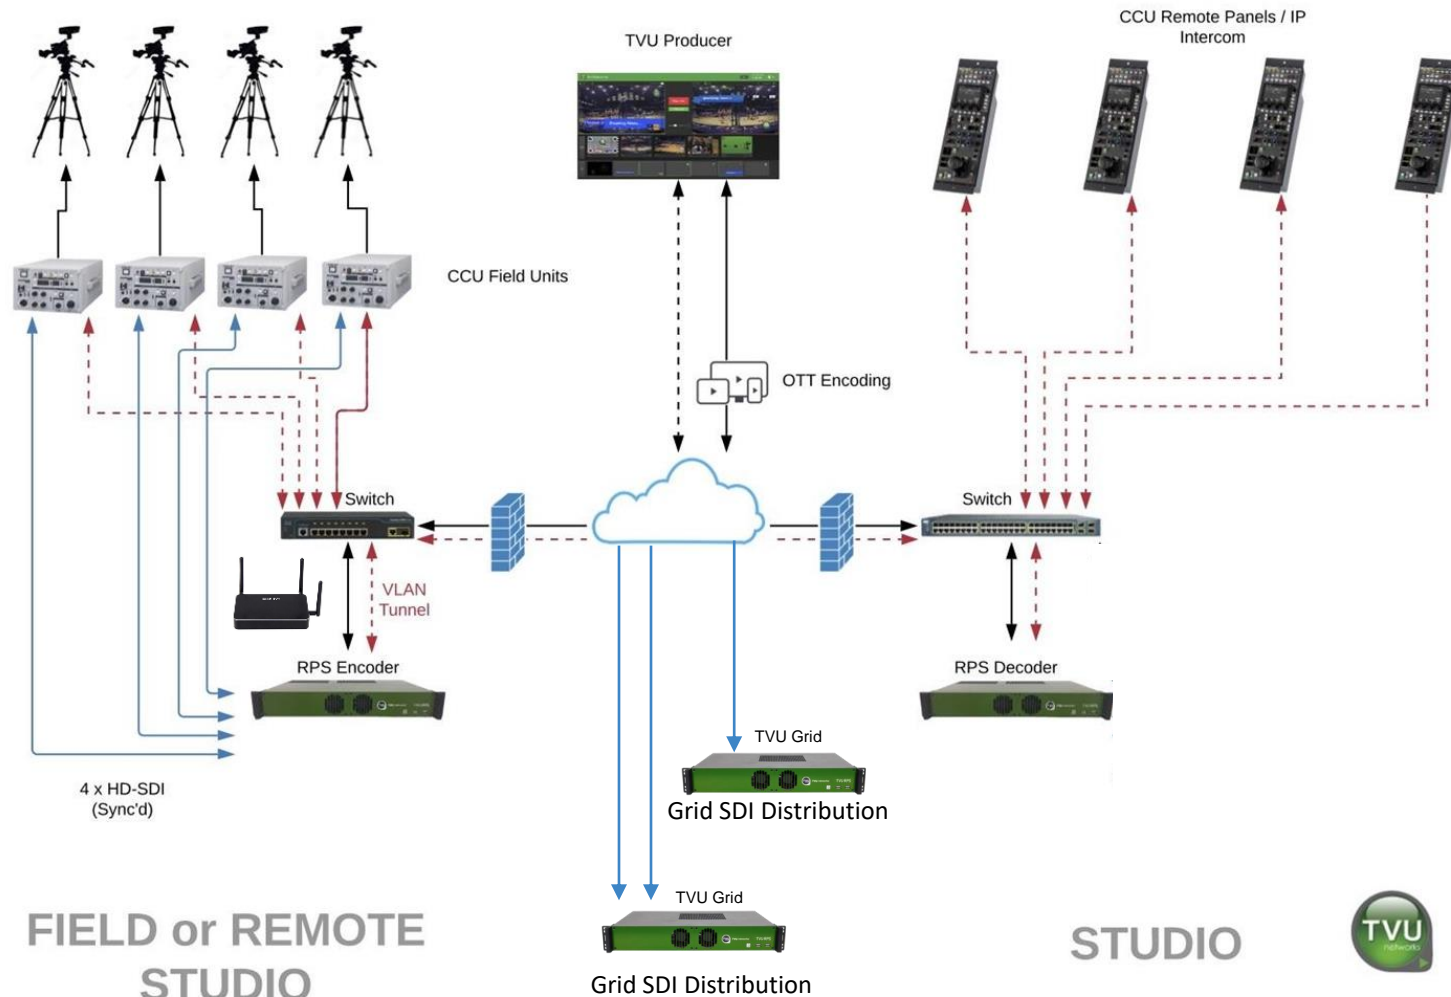 TVU Producer
CCU Remote Panels / IP
Intercom
CCU Field Units
OTT Encoding
Switch
Switch
VLAN
Tunnel
RPS Encoder
RPS Decoder
TVU Grid
4 x HD-SDI
(Sync'd)
Grid SDI Distribution
TVU Grid
FIELD or REMOTE
STUDIO
STUDIO
TVU
networks
Grid SDI Distribution